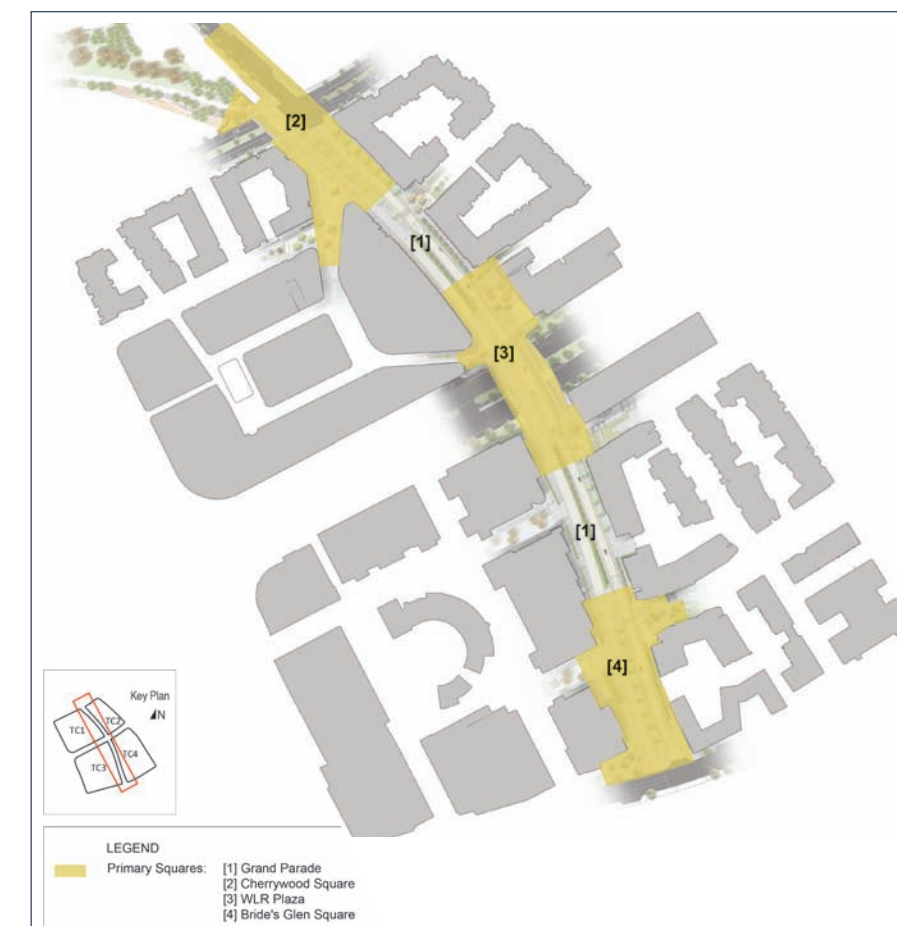 [2]
[1]
[3]
[1]
[4]
Key Plan
N
TC1
TC2
TC3
TC4
LEGEND
Primary Squares: [1] Grand Parade
[2] Cherrywood Square
[3] WLR Plaza
[4] Bride's Glen Square